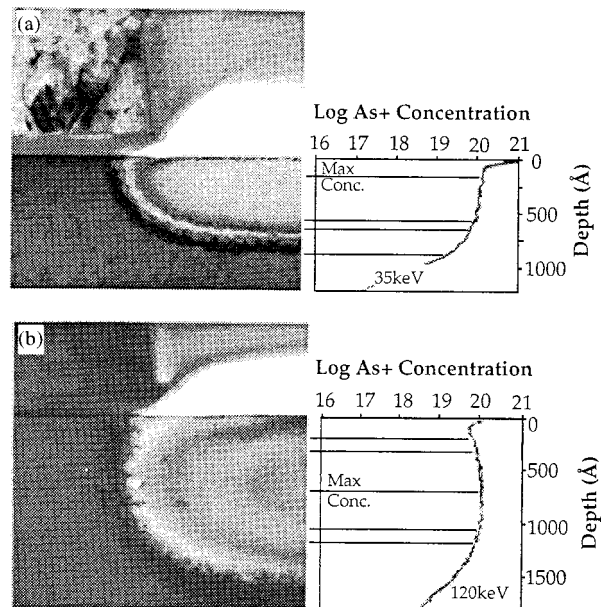 (a)
Log As+ Concentration
16 17 18 19 20 21
Max
Conc.
0
500
1000
Depth (Å)
35keV
(b)
Log As+ Concentration
16 17 18 19 20 21
Max
Conc.
0
500
1000
1500
Depth (Å)
120keV